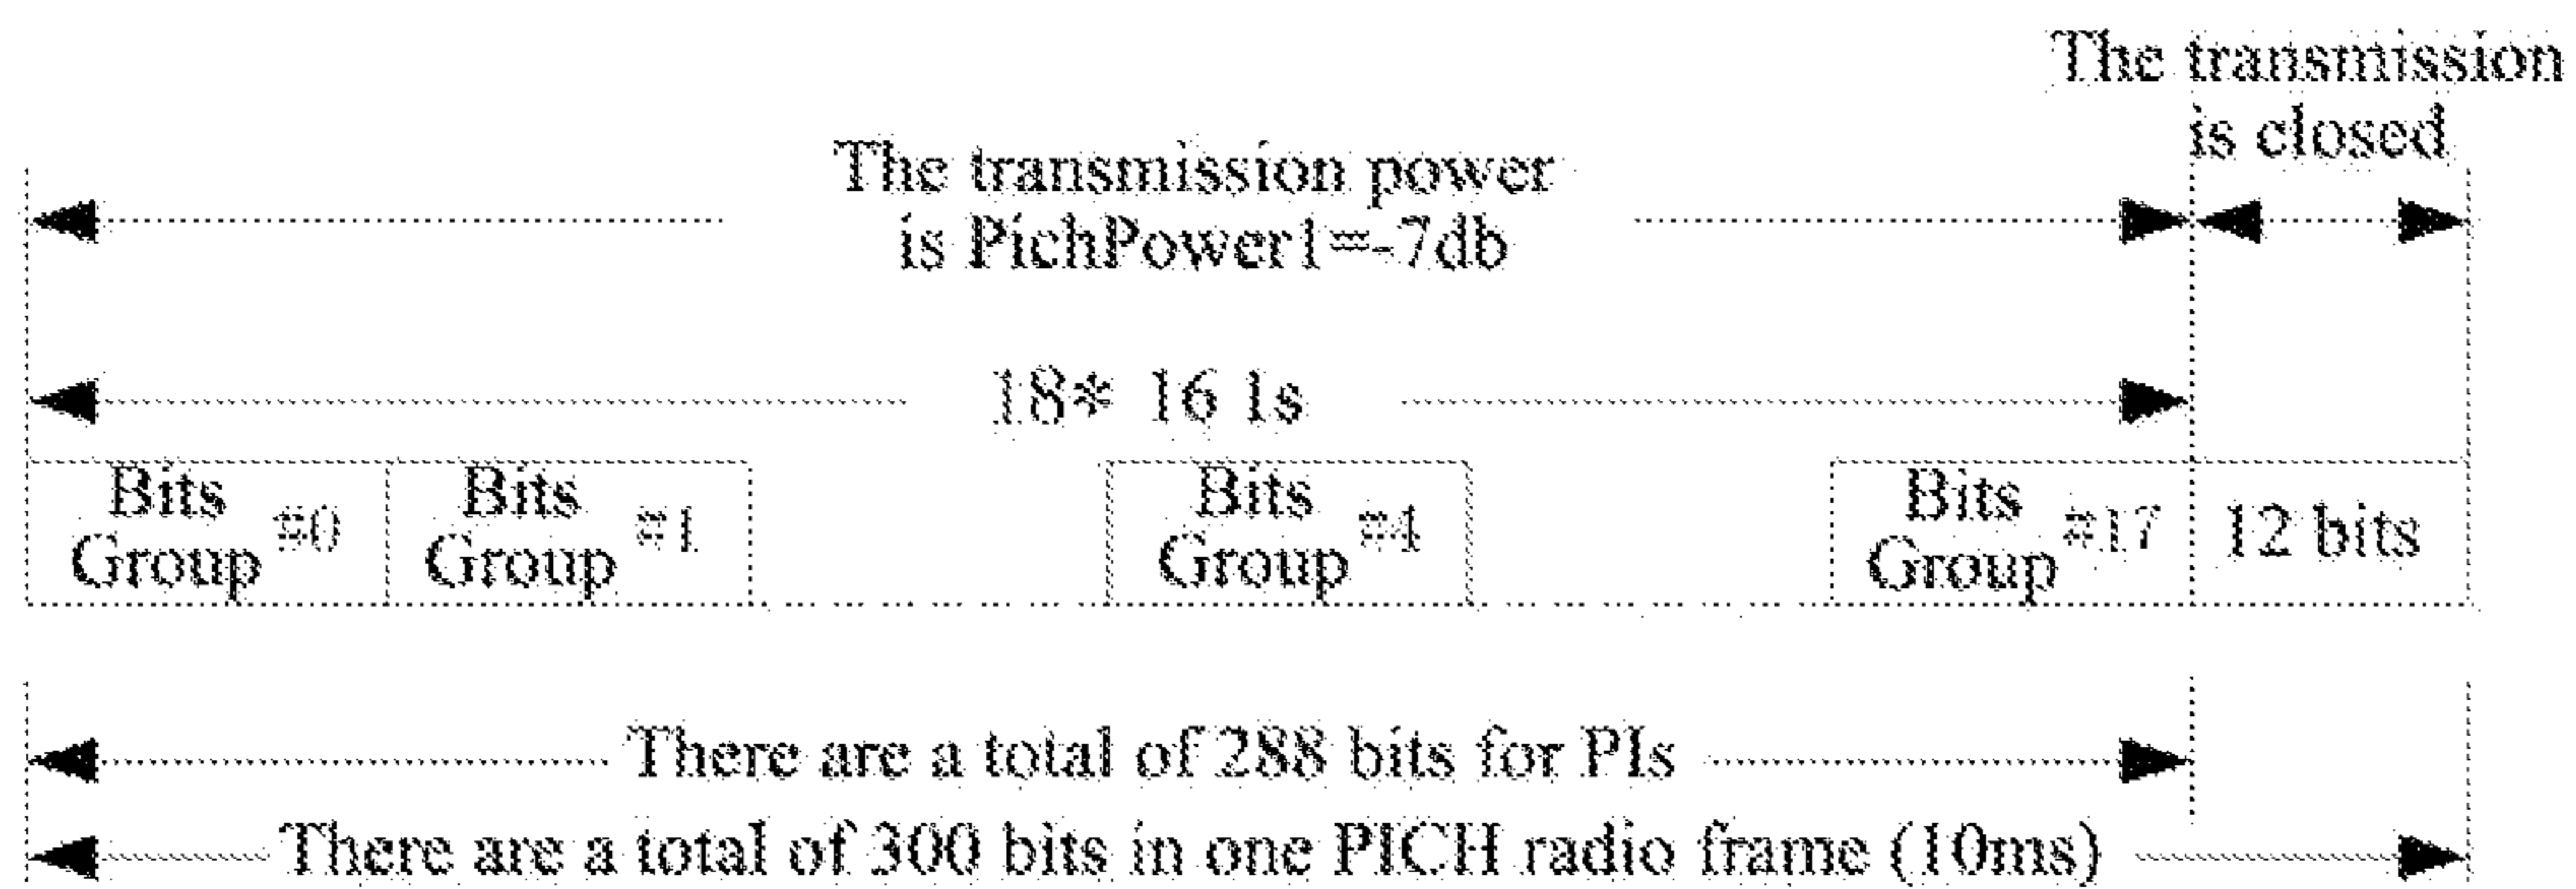 The transmission
is closed
The transmission power
is PichPower1=-7db
18* 16 1s
Bits Group #0
Bits Group #1
Bits Group #4
Bits Group #17
12 bits
There are a total of 288 bits for PIs
There are a total of 300 bits in one PICH radio frame (10ms)